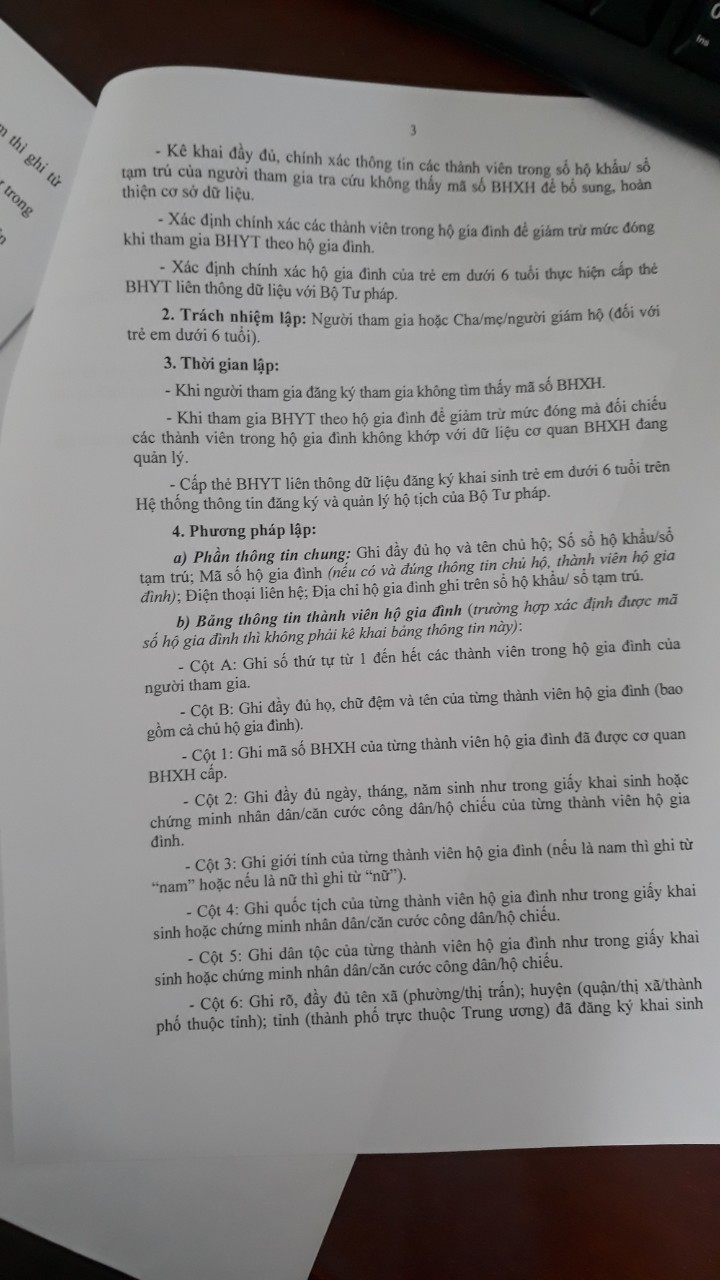 Ins
n thì ghi từ
trong
3
- Kê khai đầy đủ, chính xác thông tin các thành viên trong sổ hộ khẩu/ sổ
tạm trú của người tham gia tra cứu không thấy mã số BHXH để bổ sung, hoàn
thiện cơ sở dữ liệu.
- Xác định chính xác các thành viên trong hộ gia đình để giảm trừ mức đóng
khi tham gia BHYT theo hộ gia đình.
- Xác định chính xác hộ gia đình của trẻ em dưới 6 tuổi thực hiện cấp thẻ
BHYT liên thông dữ liệu với Bộ Tư pháp.
2. Trách nhiệm lập: Người tham gia hoặc Cha/mẹ/người giám hộ (đối với
trẻ em dưới 6 tuổi).
3. Thời gian lập:
- Khi người tham gia đăng ký tham gia không tìm thấy mã số BHXH.
- Khi tham gia BHYT theo hộ gia đình để giảm trừ mức đóng mà đối chiếu
các thành viên trong hộ gia đình không khớp với dữ liệu cơ quan BHXH đang
quản lý.
- Cấp thẻ BHYT liên thông dữ liệu đăng ký khai sinh trẻ em dưới 6 tuổi trên
Hệ thống thông tin đăng ký và quản lý hộ tịch của Bộ Tư pháp.
4. Phương pháp lập:
a) Phần thông tin chung: Ghi đầy đủ họ và tên chủ hộ; Số sổ hộ khẩu/sổ
tạm trú; Mã số hộ gia đình (nếu có và đúng thông tin chủ hộ, thành viên hộ gia
đình); Điện thoại liên hệ; Địa chỉ hộ gia đình ghi trên sổ hộ khẩu/ sổ tạm trú.
b) Bảng thông tin thành viên hộ gia đình (trường hợp xác định được mã
số hộ gia đình thì không phải kê khai bảng thông tin này):
- Cột A: Ghi số thứ tự từ 1 đến hết các thành viên trong hộ gia đình của
người tham gia.
- Cột B: Ghi đầy đủ họ, chữ đệm và tên của từng thành viên hộ gia đình (bao
gồm cả chủ hộ gia đình).
- Cột 1: Ghi mã số BHXH của từng thành viên hộ gia đình đã được cơ quan
BHXH cấp.
- Cột 2: Ghi đầy đủ ngày, tháng, năm sinh như trong giấy khai sinh hoặc
chứng minh nhân dân/căn cước công dân/hộ chiếu của từng thành viên hộ gia
đình.
- Cột 3: Ghi giới tính của từng thành viên hộ gia đình (nếu là nam thì ghi từ
“nam” hoặc nếu là nữ thì ghi từ “nữ”).
- Cột 4: Ghi quốc tịch của từng thành viên hộ gia đình như trong giấy khai
sinh hoặc chứng minh nhân dân/căn cước công dân/hộ chiếu.
- Cột 5: Ghi dân tộc của từng thành viên hộ gia đình như trong giấy khai
sinh hoặc chứng minh nhân dân/căn cước công dân/hộ chiếu.
- Cột 6: Ghi rõ, đầy đủ tên xã (phường/thị trấn); huyện (quận/thị xã/thành
phố thuộc tỉnh); tỉnh (thành phố trực thuộc Trung ương) đã đăng ký khai sinh